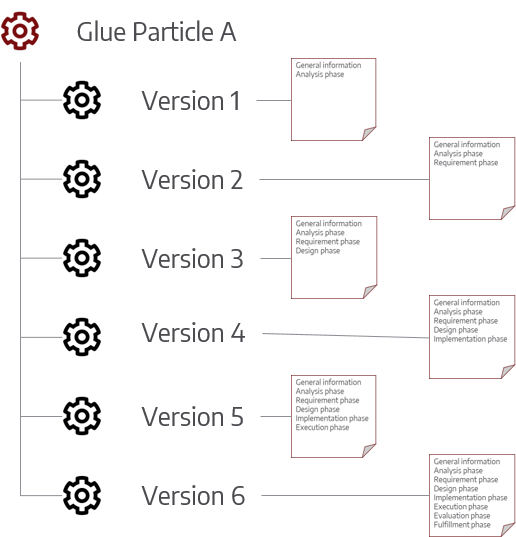 Glue Particle A
Version 1
General information
Analysis phase
Version 2
General information
Analysis phase
Requirement phase
Version 3
General information
Analysis phase
Requirement phase
Design phase
Version 4
General information
Analysis phase
Requirement phase
Design phase
Implementation phase
Version 5
General information
Analysis phase
Requirement phase
Design phase
Implementation phase
Execution phase
Version 6
General information
Analysis phase
Requirement phase
Design phase
Implementation phase
Execution phase
Evaluation phase
Fulfillment phase